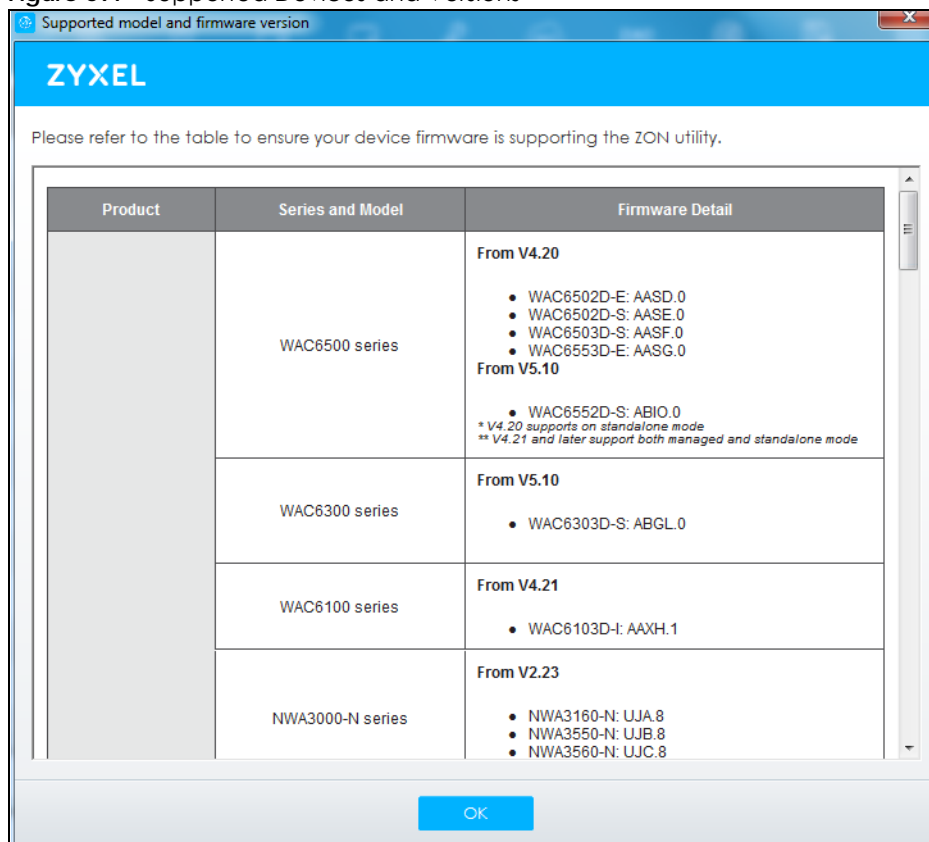 Supported Devices and Versions
Supported model and firmware version
ZYXEL
Please refer to the table to ensure your device firmware is supporting the ZON utility.
Product
Series and Model
Firmware Detail
WAC6500 series
From V4.20
● WAC6502D-E: AASD.0
● WAC6502D-S: AASE.0
● WAC6503D-S: AASF.0
● WAC6553D-E: AASG.0
From V5.10
● WAC6552D-S: ABIO.0
* V4.20 supports on standalone mode
** V4.21 and later support both managed and standalone mode
WAC6300 series
From V5.10
● WAC6303D-S: ABGL.0
WAC6100 series
From V4.21
● WAC6103D-I: AAXH.1
NWA3000-N series
From V2.23
● NWA3160-N: UJA.8
● NWA3550-N: UJB.8
● NWA3560-N: UJC.8
OK